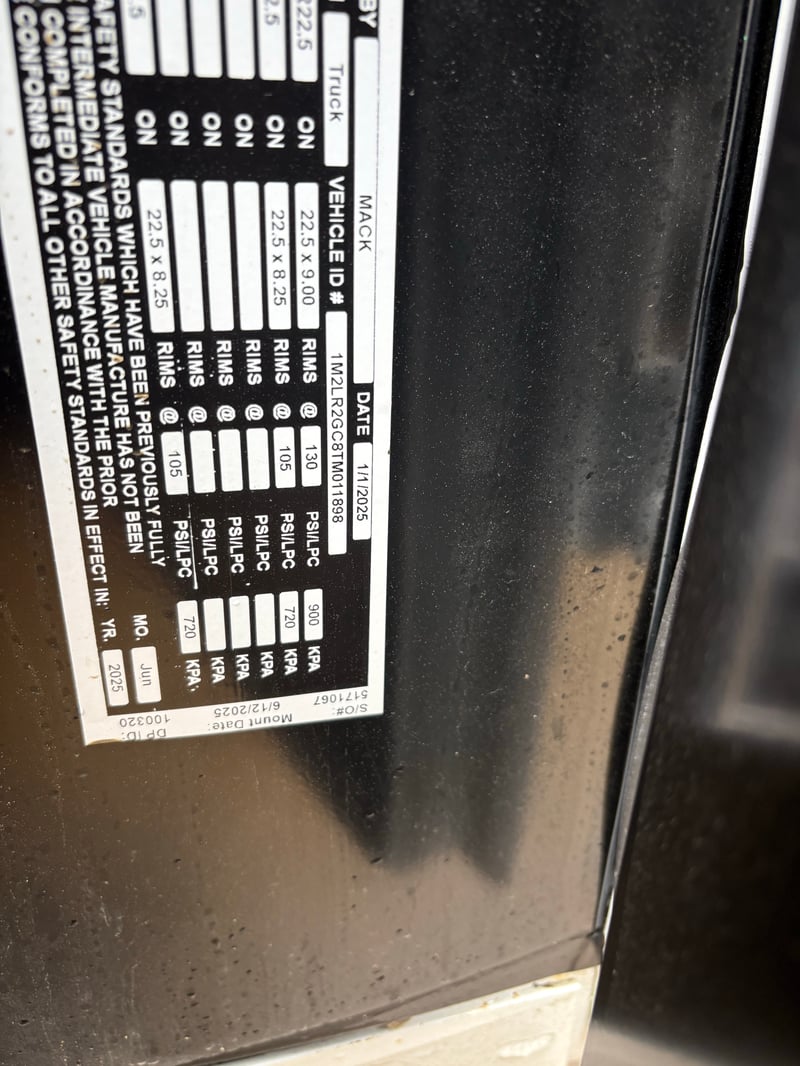 BY MACK DATE 1/1/2025
Truck VEHICLE ID # 1M2LR2GC8TM011898
R22.5 ON 22.5 x 9.00 RIMS @ 130 PSI/LPC 900 KPA
2.5 ON 22.5 x 8.25 RIMS @ 105 PSI/LPC 720 KPA
ON RIMS @ PSI/LPC KPA
ON RIMS @ PSI/LPC KPA
ON RIMS @ PSI/LPC KPA
.5 ON 22.5 x 8.25 RIMS @ 105 PSI/LPC 720 KPA
AFETY STANDARDS WHICH HAVE BEEN PREVIOUSLY FULLY
INTERMEDIATE VEHICLE MANUFACTURE HAS NOT BEEN
COMPLETED IN ACCORDINANCE WITH THE PRIOR MO. Jun
CONFORMS TO ALL OTHER SAFETY STANDARDS IN EFFECT IN: YR. 2025
S/O#:
5171067
Mount Date:
6/12/2025
DP ID:
100320